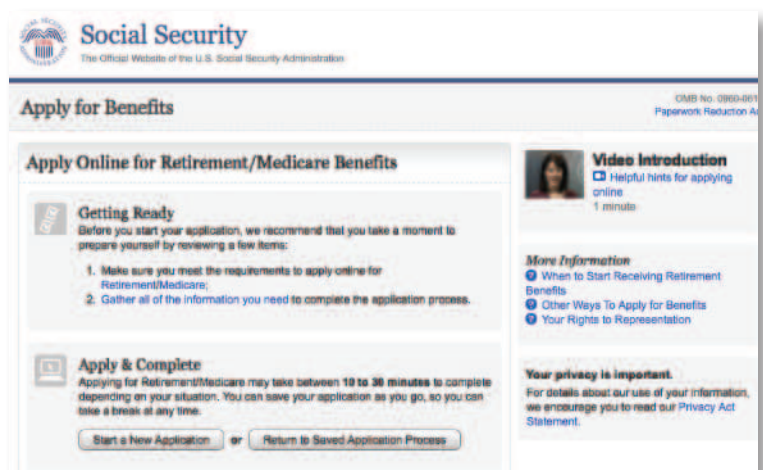 Social Security
The Official Website of the U.S. Social Security Administration
Apply for Benefits
OMB No. 0960-061
Paperwork Reduction A
Apply Online for Retirement/Medicare Benefits
Getting Ready
Before you start your application, we recommend that you take a moment to
prepare yourself by reviewing a few items:
1. Make sure you meet the requirements to apply online for
Retirement/Medicare;
2. Gather all of the information you need to complete the application process.
Apply & Complete
Applying for Retirement/Medicare may take between 10 to 30 minutes to complete
depending on your situation. You can save your application as you go, so you can
take a break at any time.
Start a New Application or Return to Saved Application Process
Video Introduction
Helpful hints for applying
online
1 minute
More Information
When to Start Receiving Retirement
Benefits
Other Ways To Apply for Benefits
Your Rights to Representation
Your privacy is important.
For details about our use of your information,
we encourage you to read our Privacy Act
Statement.